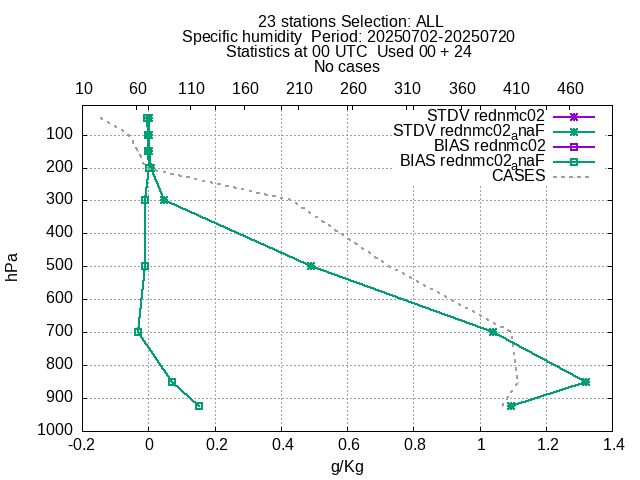 23 stations Selection: ALL
Specific humidity  Period: 20250702-20250720
Statistics at 00 UTC  Used 00 + 24
No cases
10 60 110 160 210 260 310 360 410 460
STDV rednmc02
STDV rednmc02anaF
BIAS rednmc02
BIAS rednmc02anaF
CASES
100
200
300
400
500
600
700
800
900
1000
hPa
-0.2 0 0.2 0.4 0.6 0.8 1 1.2 1.4
g/Kg